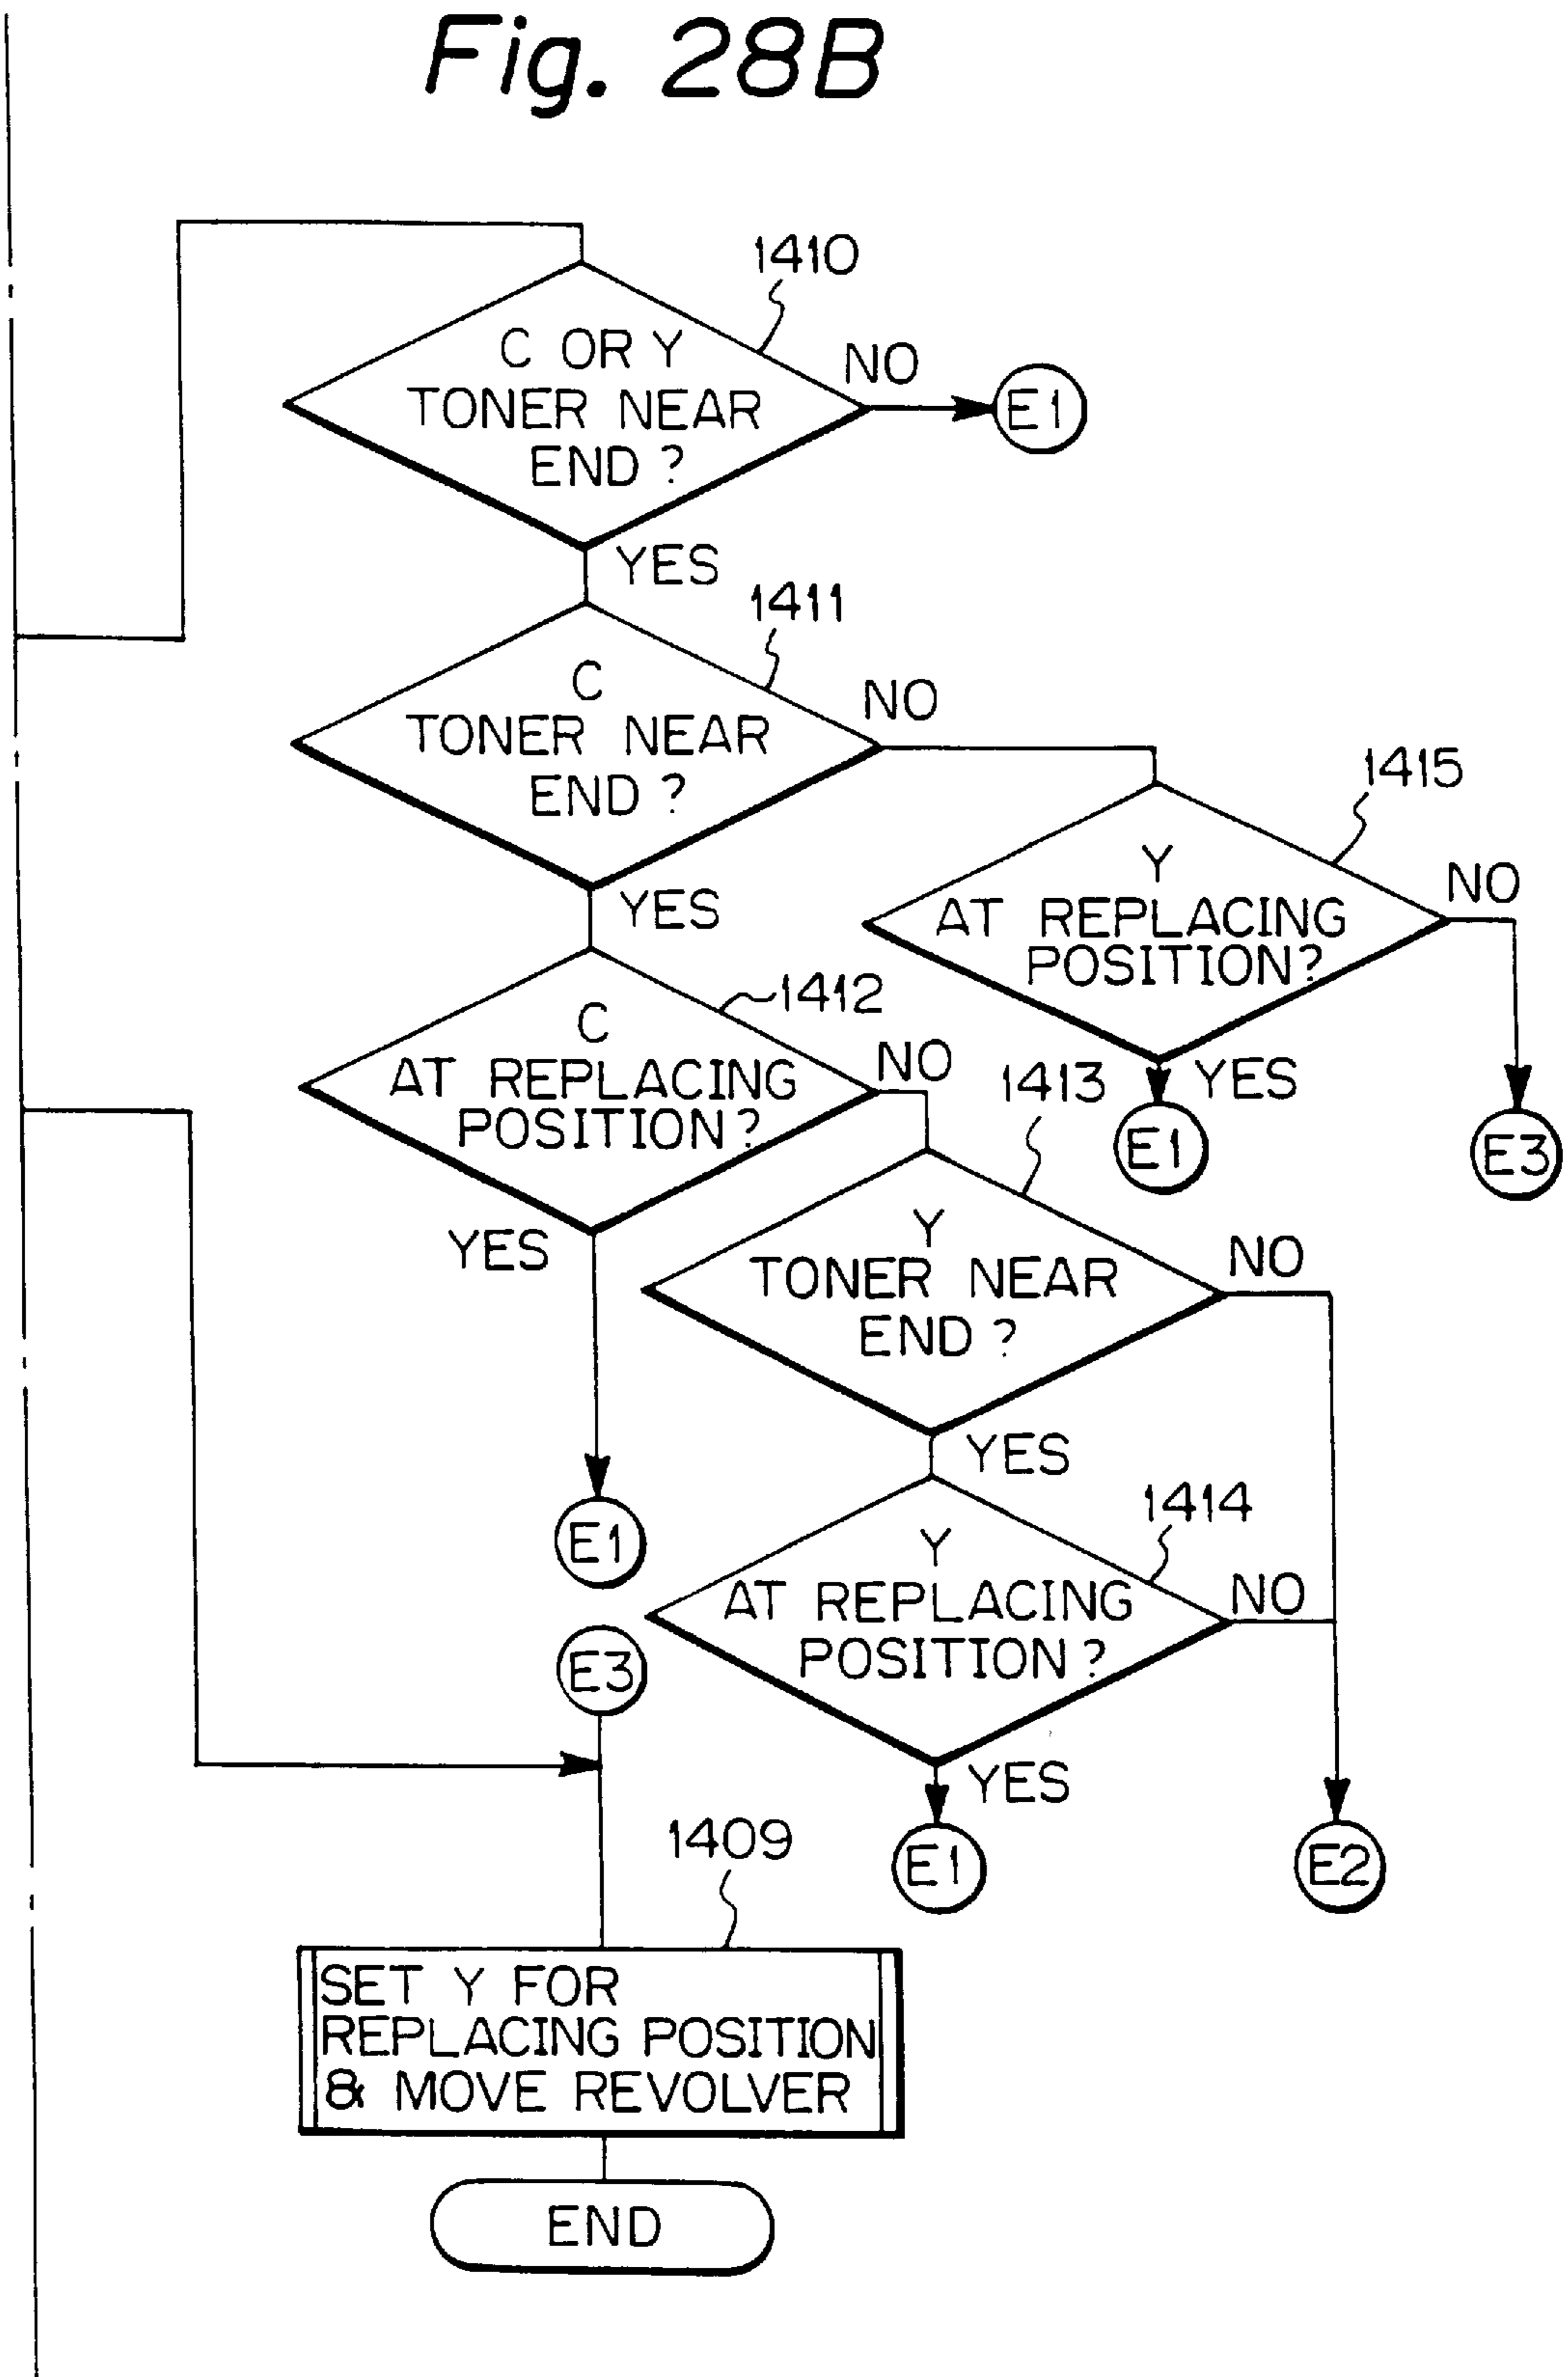 Fig. 28B
1410
C OR Y
TONER NEAR
END ?
NO
E1
YES
1411
C
TONER NEAR
END ?
NO
1415
Y
AT REPLACING
POSITION?
NO
YES
E1
E3
YES
1412
C
AT REPLACING
POSITION?
NO
YES
E1
1413
Y
TONER NEAR
END ?
NO
YES
1414
Y
AT REPLACING
POSITION ?
NO
YES
E1
E2
E3
1409
SET Y FOR
REPLACING POSITION
& MOVE REVOLVER
END